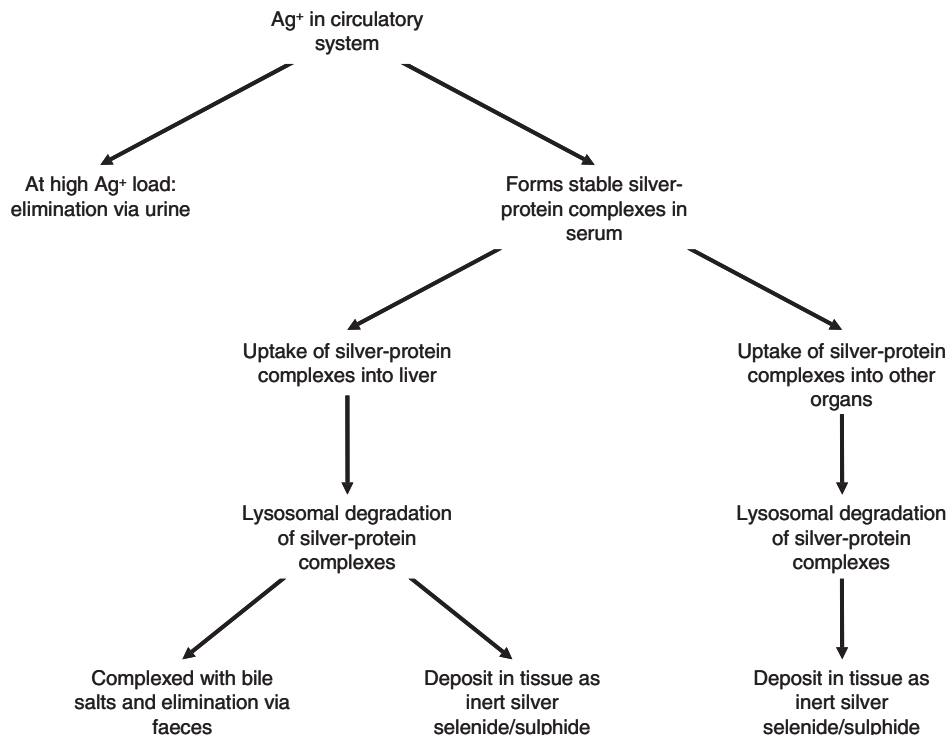 Ag⁺ in circulatory
system
At high Ag⁺ load:
elimination via urine
Forms stable silver-
protein complexes in
serum
Uptake of silver-protein
complexes into liver
Uptake of silver-protein
complexes into other
organs
Lysosomal degradation
of silver-protein
complexes
Lysosomal degradation
of silver-protein
complexes
Complexed with bile
salts and elimination via
faeces
Deposit in tissue as
inert silver
selenide/sulphide
Deposit in tissue as
inert silver
selenide/sulphide